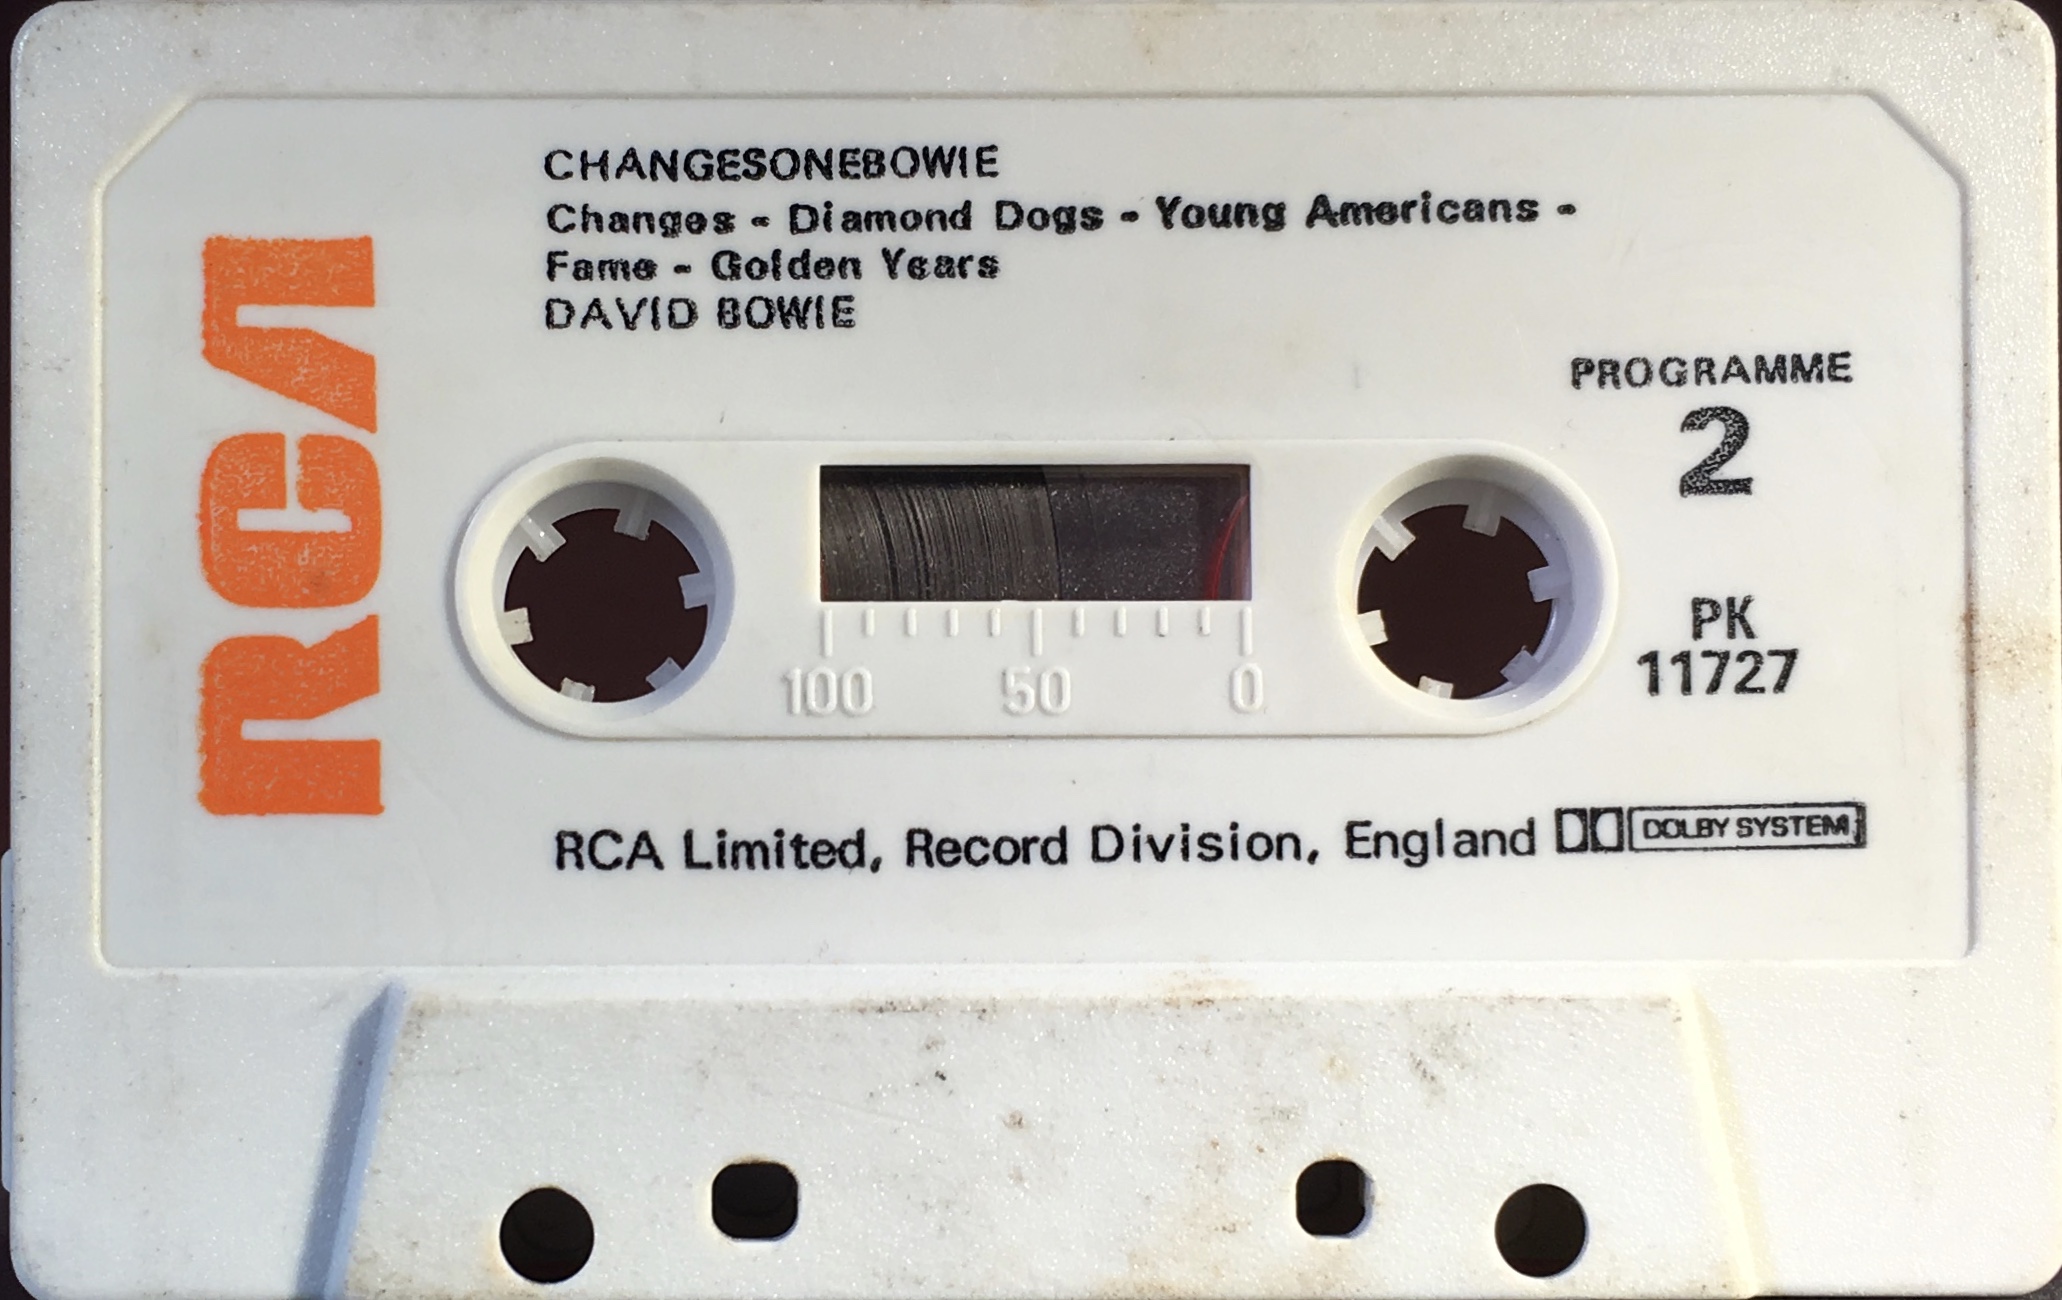 RCA
CHANGESONEBOWIE
Changes - Diamond Dogs - Young Americans -
Fame - Golden Years
DAVID BOWIE
PROGRAMME
2
PK
11727
100 50 0
RCA Limited, Record Division, England DOLBY SYSTEM